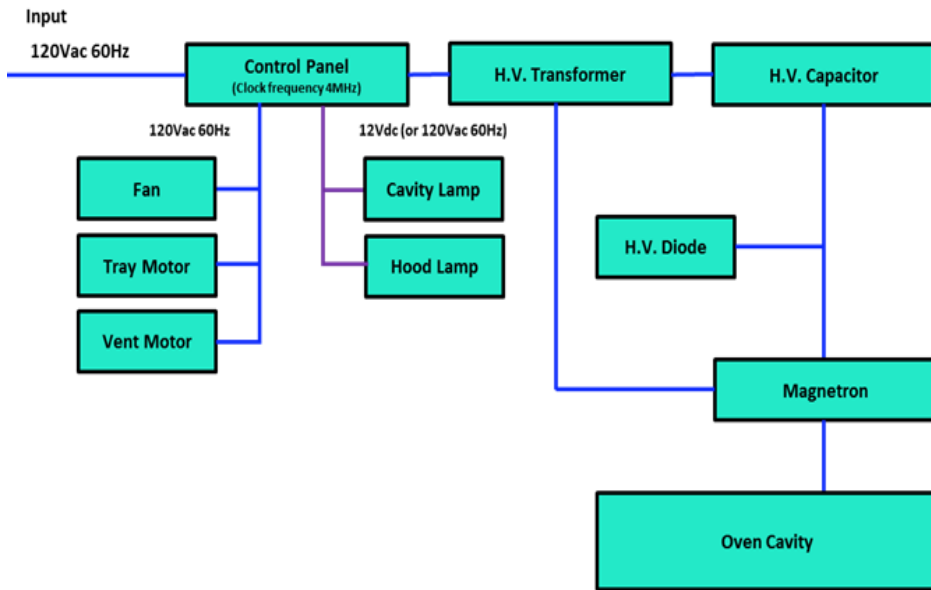 Input
120Vac 60Hz
Control Panel
(Clock frequency 4MHz)
H.V. Transformer
H.V. Capacitor
120Vac 60Hz
12Vdc (or 120Vac 60Hz)
Fan
Cavity Lamp
Tray Motor
Hood Lamp
H.V. Diode
Vent Motor
Magnetron
Oven Cavity